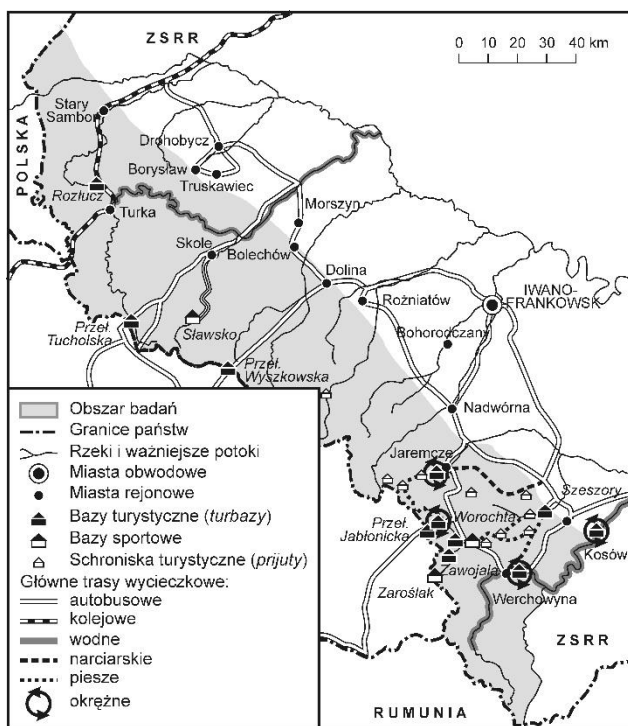 ZSRR
0 10 20 30 40 km
POLSKA
Stary
Sambor
Drohobycz
Borysław
Truskawiec
Rozłucz
Turka
Morszyn
Skole
Bolechów
Dolina
IWANO-
FRANKOWSK
Rożniatów
Przeł.
Tucholska
Sławsko
Bohorodczany
Przeł.
Wyszkowska
Nadwórna
Jaremcze
Szeszory
Worochta
Przeł.
Jabłonicka
Kosów
Zawojala
Zaroślak
Werchowyna
ZSRR
RUMUNIA
Obszar badań
Granice państw
Rzeki i ważniejsze potoki
Miasta obwodowe
Miasta rejonowe
Bazy turystyczne (turbazy)
Bazy sportowe
Schroniska turystyczne (prijuty)
Główne trasy wycieczkowe:
autobusowe
kolejowe
wodne
narciarskie
piesze
okrężne